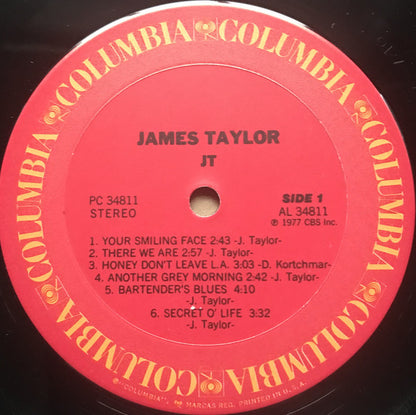 COLUMBIA COLUMBIA COLUMBIA COLUMBIA COLUMBIA COLUMBIA
JAMES TAYLOR
JT
PC 34811
STEREO
SIDE 1
AL 34811
℗ 1977 CBS Inc.
1. YOUR SMILING FACE 2:43 -J. Taylor-
2. THERE WE ARE 2:57 -J. Taylor-
3. HONEY DON'T LEAVE L.A. 3:03 -D. Kortchmar-
4. ANOTHER GREY MORNING 2:42 -J. Taylor-
5. BARTENDER'S BLUES 4:10
-J. Taylor-
6. SECRET O' LIFE 3:32
-J. Taylor-
"COLUMBIA", MARCAS REG. PRINTED IN U.S.A.